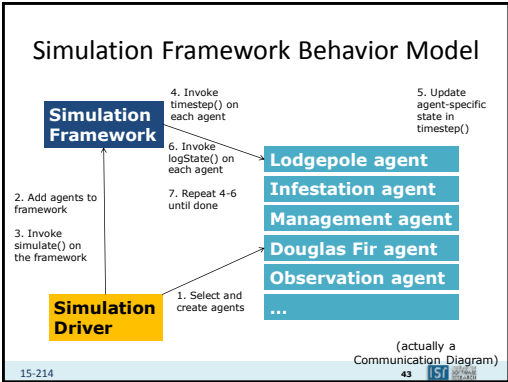 Simulation Framework Behavior Model
4. Invoke
timestep() on
each agent
5. Update
agent-specific
state in
timestep()
Simulation
Framework
6. Invoke
logState() on
each agent
7. Repeat 4-6
until done
Lodgepole agent
Infestation agent
Management agent
Douglas Fir agent
Observation agent
...
2. Add agents to
framework
3. Invoke
simulate() on
the framework
1. Select and
create agents
Simulation
Driver
(actually a
Communication Diagram)
15-214
43